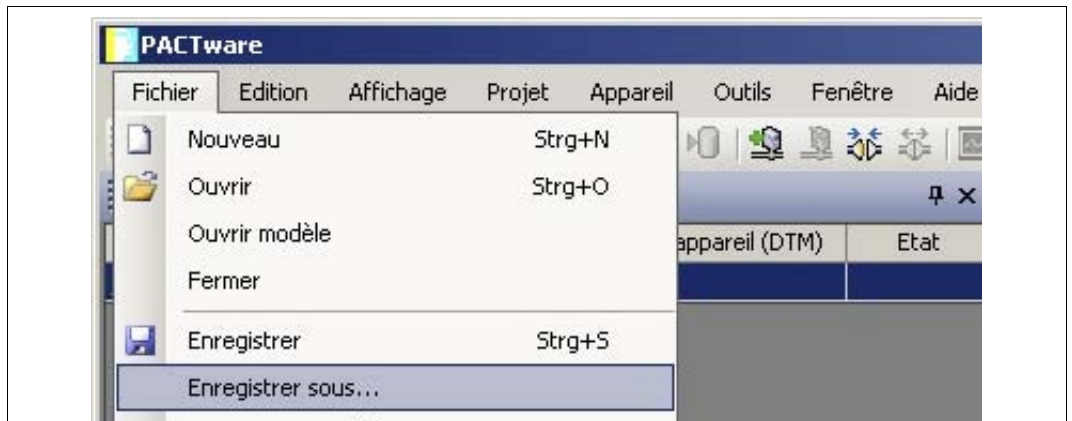 PACTware
Fichier Edition Affichage Projet Appareil Outils Fenêtre Aide
Nouveau Strg+N
Ouvrir Strg+O
Ouvrir modèle
appareil (DTM) Etat
Fermer
Enregistrer Strg+S
Enregistrer sous...